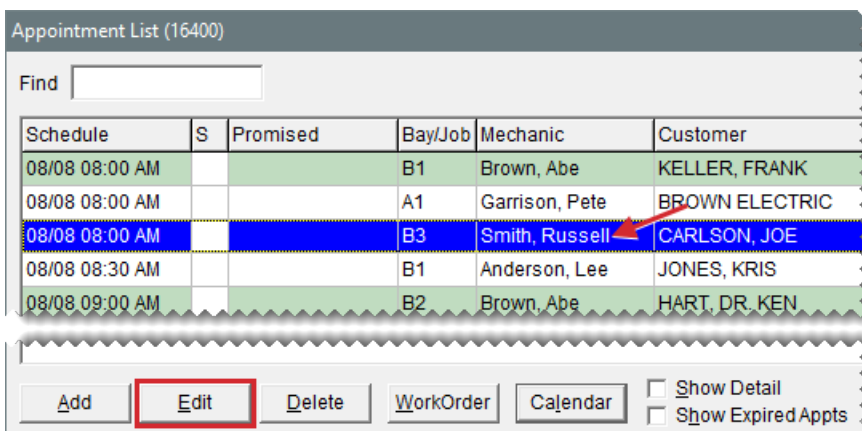 Appointment List (16400)
Find
Schedule S Promised Bay/Job Mechanic Customer
08/08 08:00 AM B1 Brown, Abe KELLER, FRANK
08/08 08:00 AM A1 Garrison, Pete BROWN ELECTRIC
08/08 08:00 AM B3 Smith, Russell CARLSON, JOE
08/08 08:30 AM B1 Anderson, Lee JONES, KRIS
08/08 09:00 AM B2 Brown, Abe HART, DR. KEN
Add Edit Delete WorkOrder Calendar Show Detail
Show Expired Appts